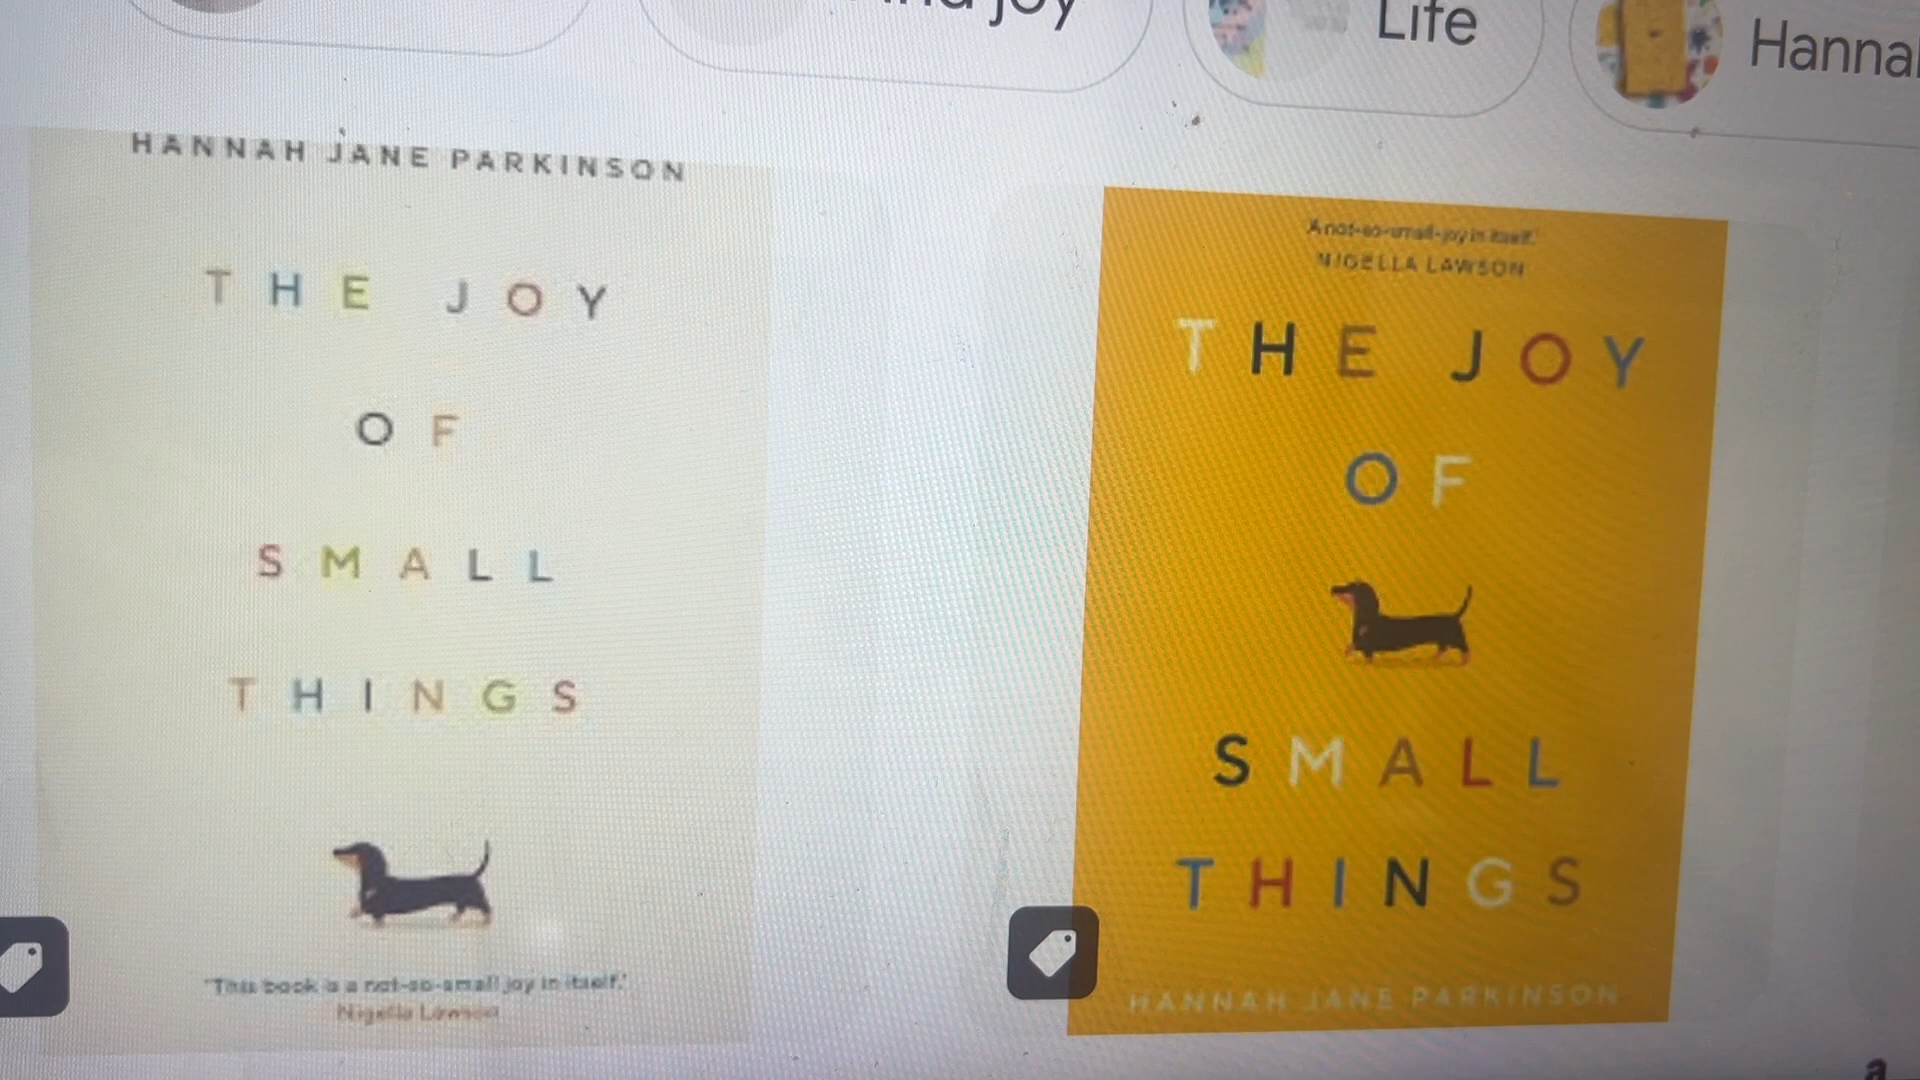 joy
Life
Hanna
HANNAH JANE PARKINSON
THE JOY
OF
SMALL
THINGS
'This book is a not-so-small joy in itself.'
Nigella Lawson
'A not-so-small-joy in itself.'
NIGELLA LAWSON
THE JOY
OF
SMALL
THINGS
HANNAH JANE PARKINSON
a